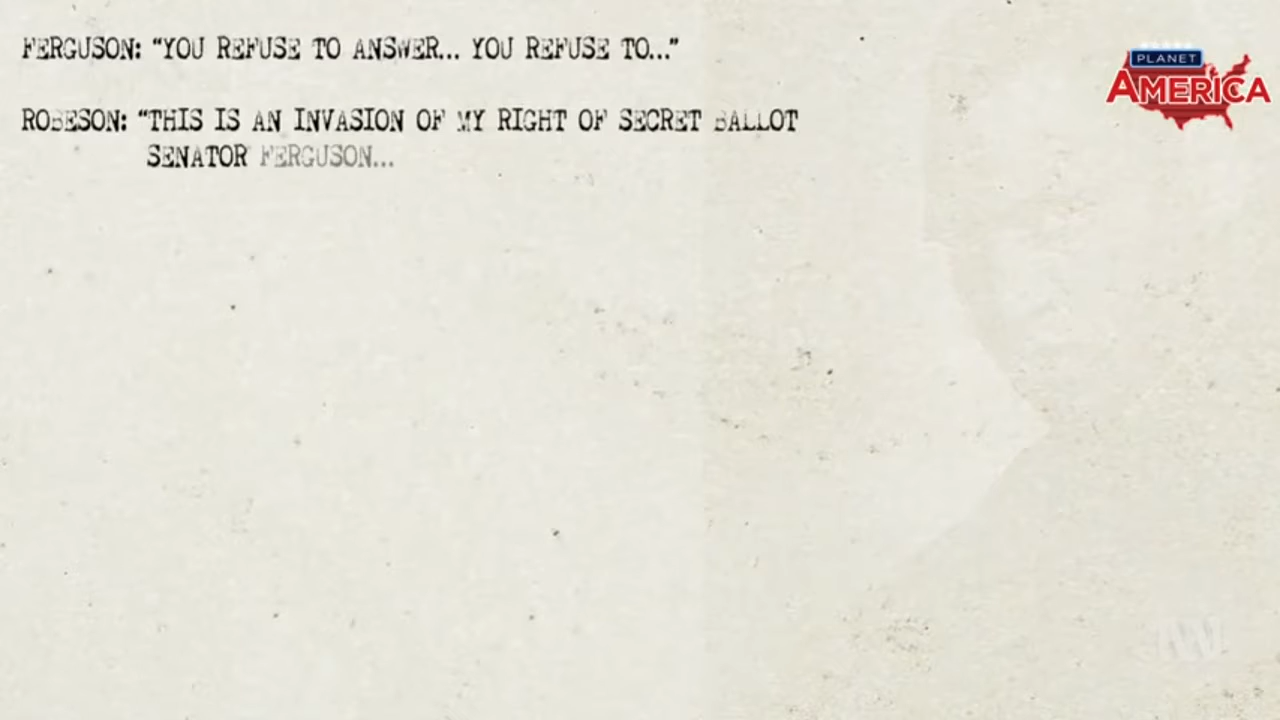 FERGUSON: “YOU REFUSE TO ANSWER... YOU REFUSE TO...”
PLANET
AMERICA
ROBESON: “THIS IS AN INVASION OF MY RIGHT OF SECRET BALLOT
SENATOR FERGUSON...